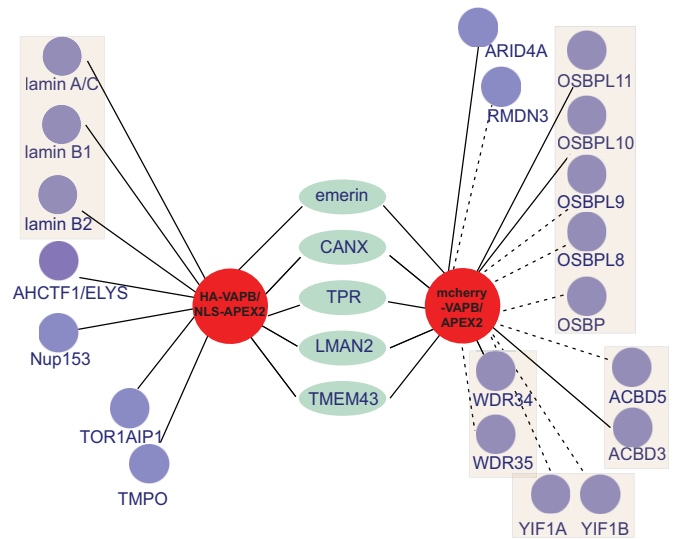 ARID4A
lamin A/C
OSBPL11
RMDN3
lamin B1
OSBPL10
emerin
OSBPL9
lamin B2
CANX
OSBPL8
AHCTF1/ELYS
TPR
HA-VAPB/
NLS-APEX2
mcherry
-VAPB/
APEX2
OSBP
LMAN2
Nup153
TMEM43
WDR34
ACBD5
TOR1AIP1
WDR35
ACBD3
TMPO
YIF1A
YIF1B